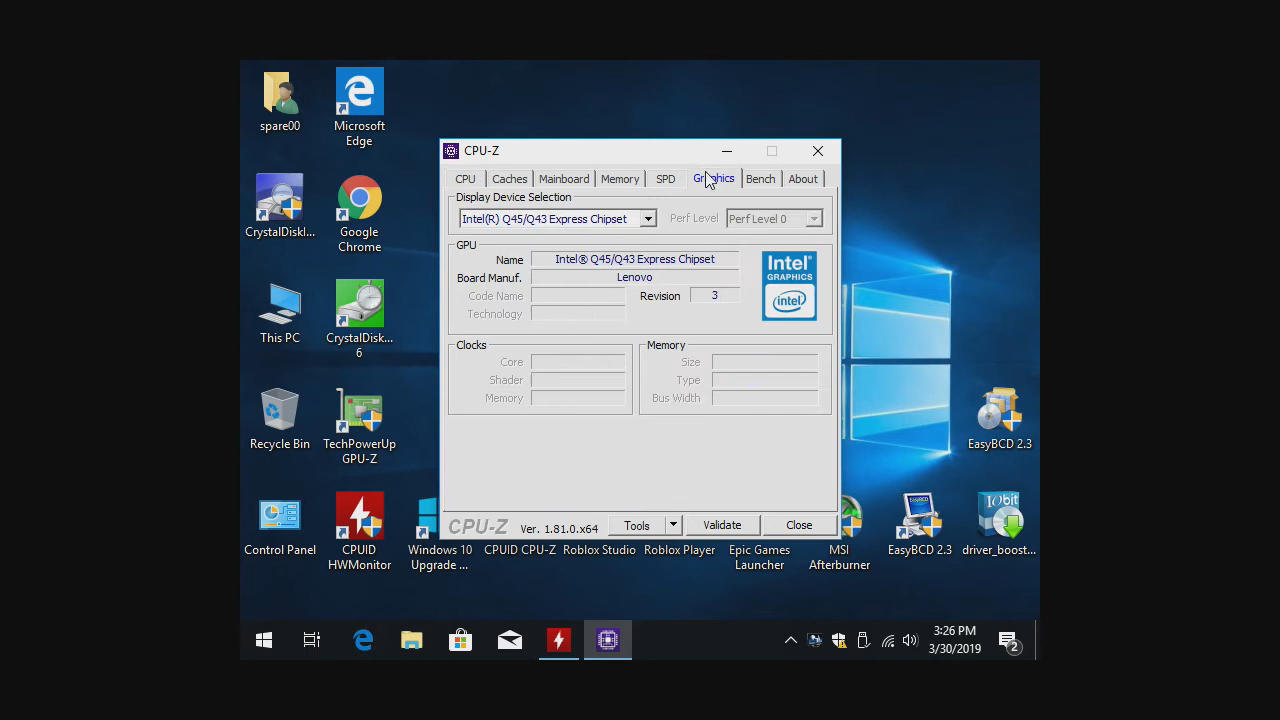 spare00
Microsoft
Edge
CrystalDiskI...
Google
Chrome
This PC
CrystalDisk...
6
Recycle Bin
TechPowerUp
GPU-Z
Control Panel
CPUID
HWMonitor
Windows 10
Upgrade ...
CPUID CPU-Z
Roblox Studio
Roblox Player
Epic Games
Launcher
MSI
Afterburner
EasyBCD 2.3
EasyBCD
EasyBCD 2.3
IObit
driver_boost...
CPU-Z
CPU Caches Mainboard Memory SPD Graphics Bench About
Display Device Selection
Intel(R) Q45/Q43 Express Chipset Perf Level Perf Level 0
GPU
Name Intel® Q45/Q43 Express Chipset
Board Manuf. Lenovo
Code Name Revision 3
Technology
Intel®
GRAPHICS
intel
Clocks
Core
Shader
Memory
Memory
Size
Type
Bus Width
CPU-Z Ver. 1.81.0.x64 Tools Validate Close
3:26 PM
3/30/2019
2